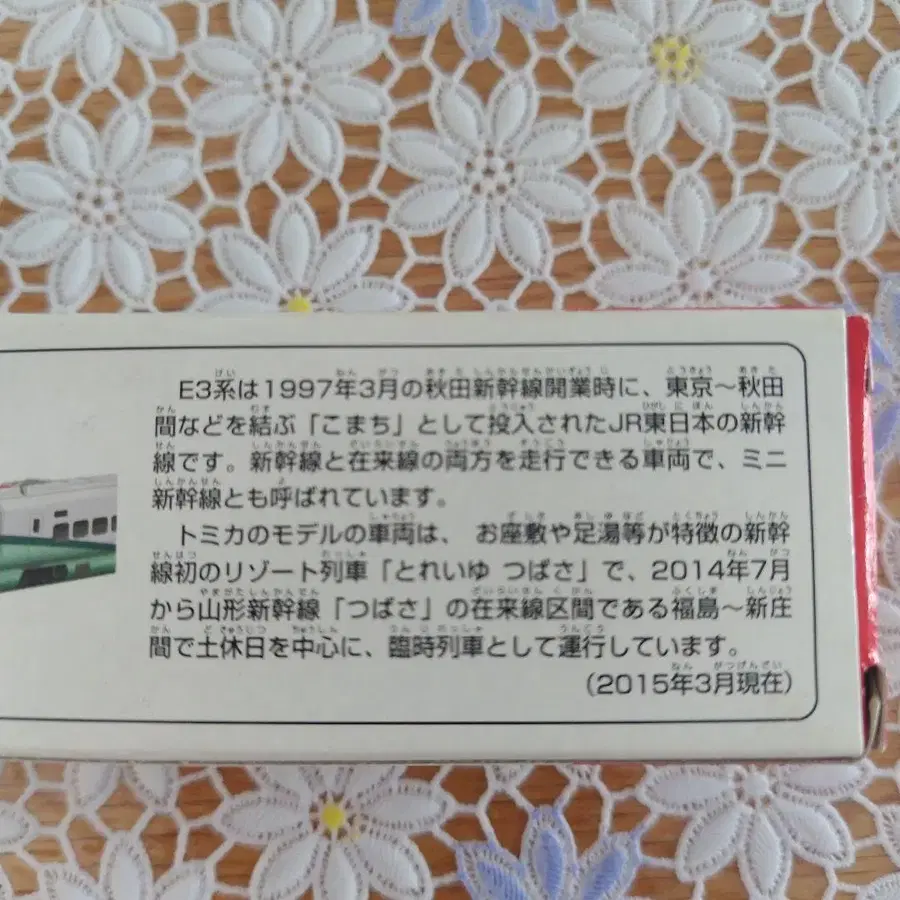 E3系は1997年3月の秋田新幹線開業時に、東京~秋田
間などを結ぶ「こまち」として投入されたJR東日本の新幹
線です。新幹線と在来線の両方を走行できる車両で、ミニ
新幹線とも呼ばれています。
トミカのモデルの車両は、お座敷や足湯等が特徴の新幹
線初のリゾート列車「とれいゆ つばさ」で、2014年7月
から山形新幹線「つばさ」の在来線区間である福島~新庄
間で土休日を中心に、臨時列車として運行しています。
(2015年3月現在)